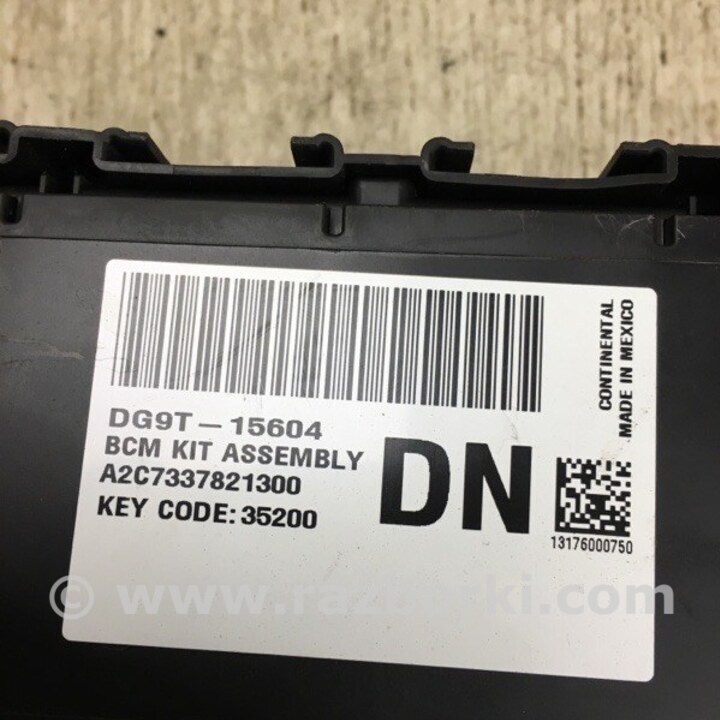 DG9T-15604
BCM KIT ASSEMBLY
A2C7337821300
KEY CODE: 35200
DN
CONTINENTAL
MADE IN MEXICO
13176000750
© www.razborki.com